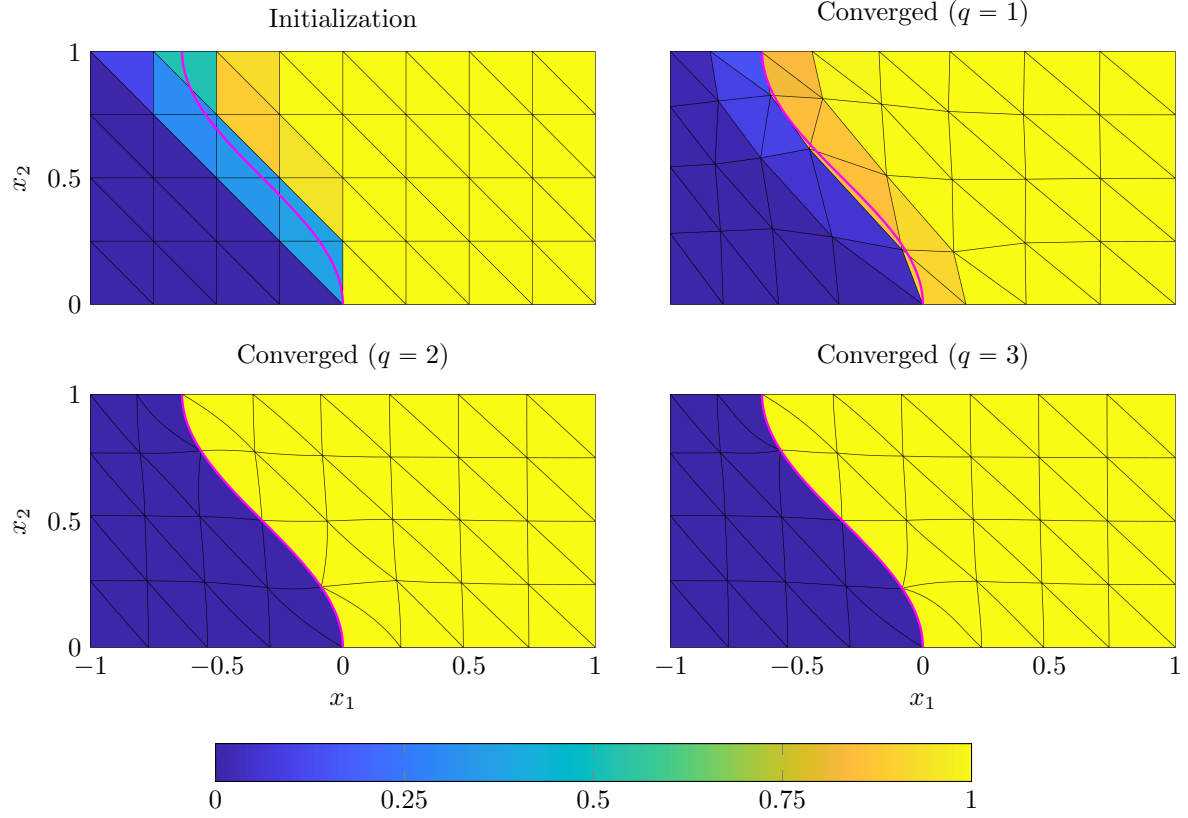 Initialization
Converged (q = 1)
1
0.5
0
x₂
Converged (q = 2)
Converged (q = 3)
1
0.5
0
x₂
−1 −0.5 0 0.5 1
−1 −0.5 0 0.5 1
x₁
x₁
0 0.25 0.5 0.75 1